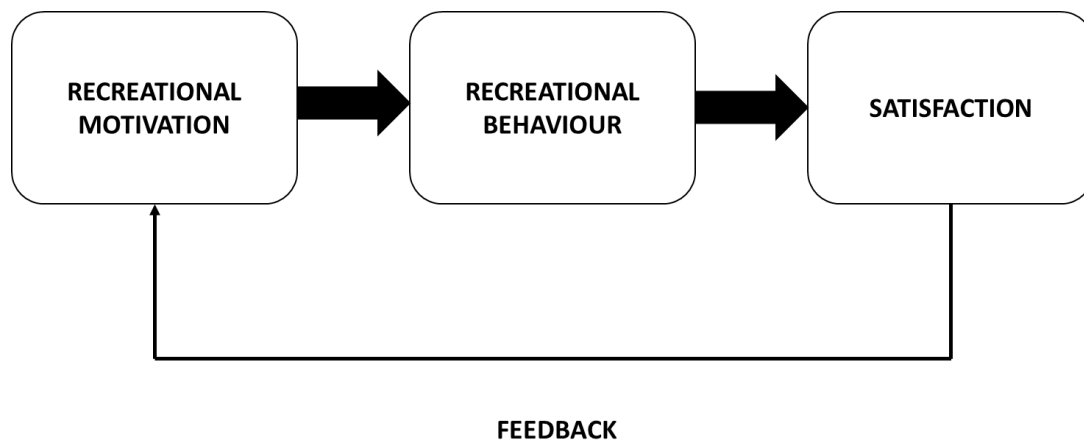 RECREATIONAL
MOTIVATION
RECREATIONAL
BEHAVIOUR
SATISFACTION
FEEDBACK